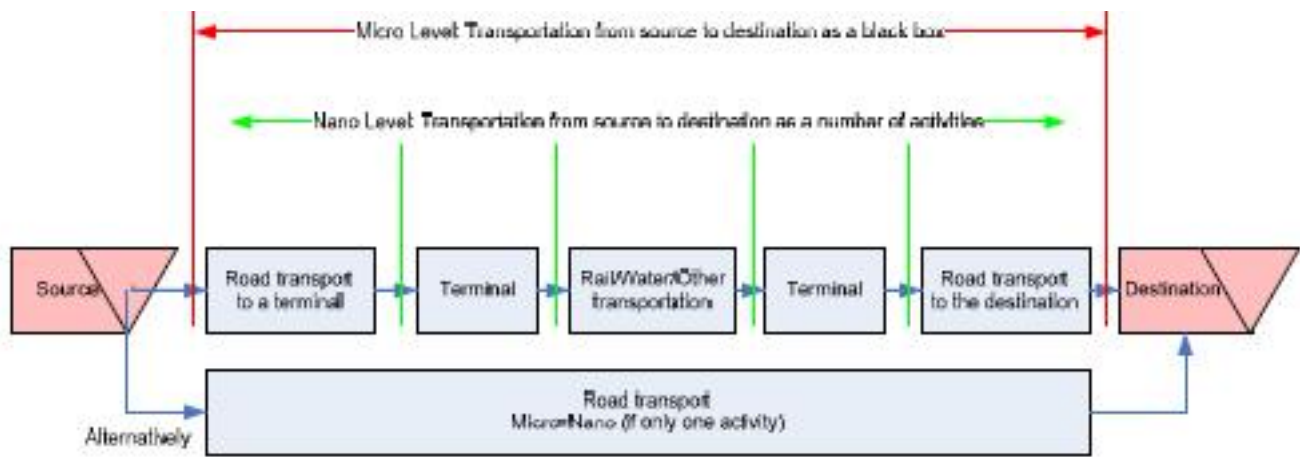 Micro Level: Transportation from source to destination as a black box
Nano Level: Transportation from source to destination as a number of activities
Source
Road transport
to a terminal
Terminal
Rail/Water/Other
transportation
Terminal
Road transport
to the destination
Destination
Road transport
Micro=Nano (if only one activity)
Alternatively